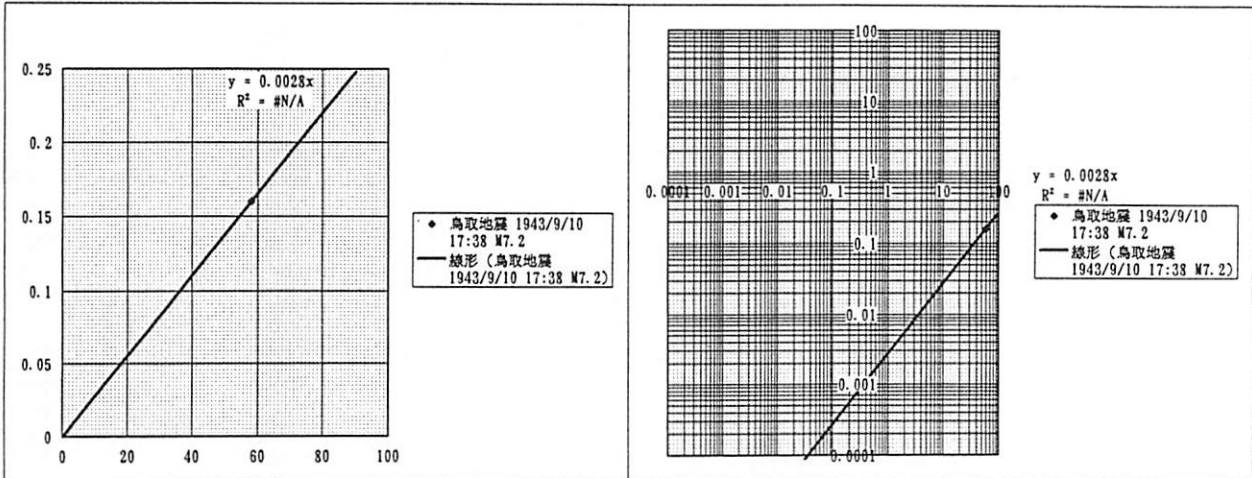 0.25
0.2
0.15
0.1
0.05
0
0 20 40 60 80 100
y = 0.0028x
R² = #N/A
鳥取地震 1943/9/10
17:38 M7.2
線形 (鳥取地震
1943/9/10 17:38 M7.2)
100
10
1
0.0001 0.001 0.01 0.1 1 10 100
0.1
0.01
0.001
0.0001
y = 0.0028x
R² = #N/A
鳥取地震 1943/9/10
17:38 M7.2
線形 (鳥取地震
1943/9/10 17:38 M7.2)